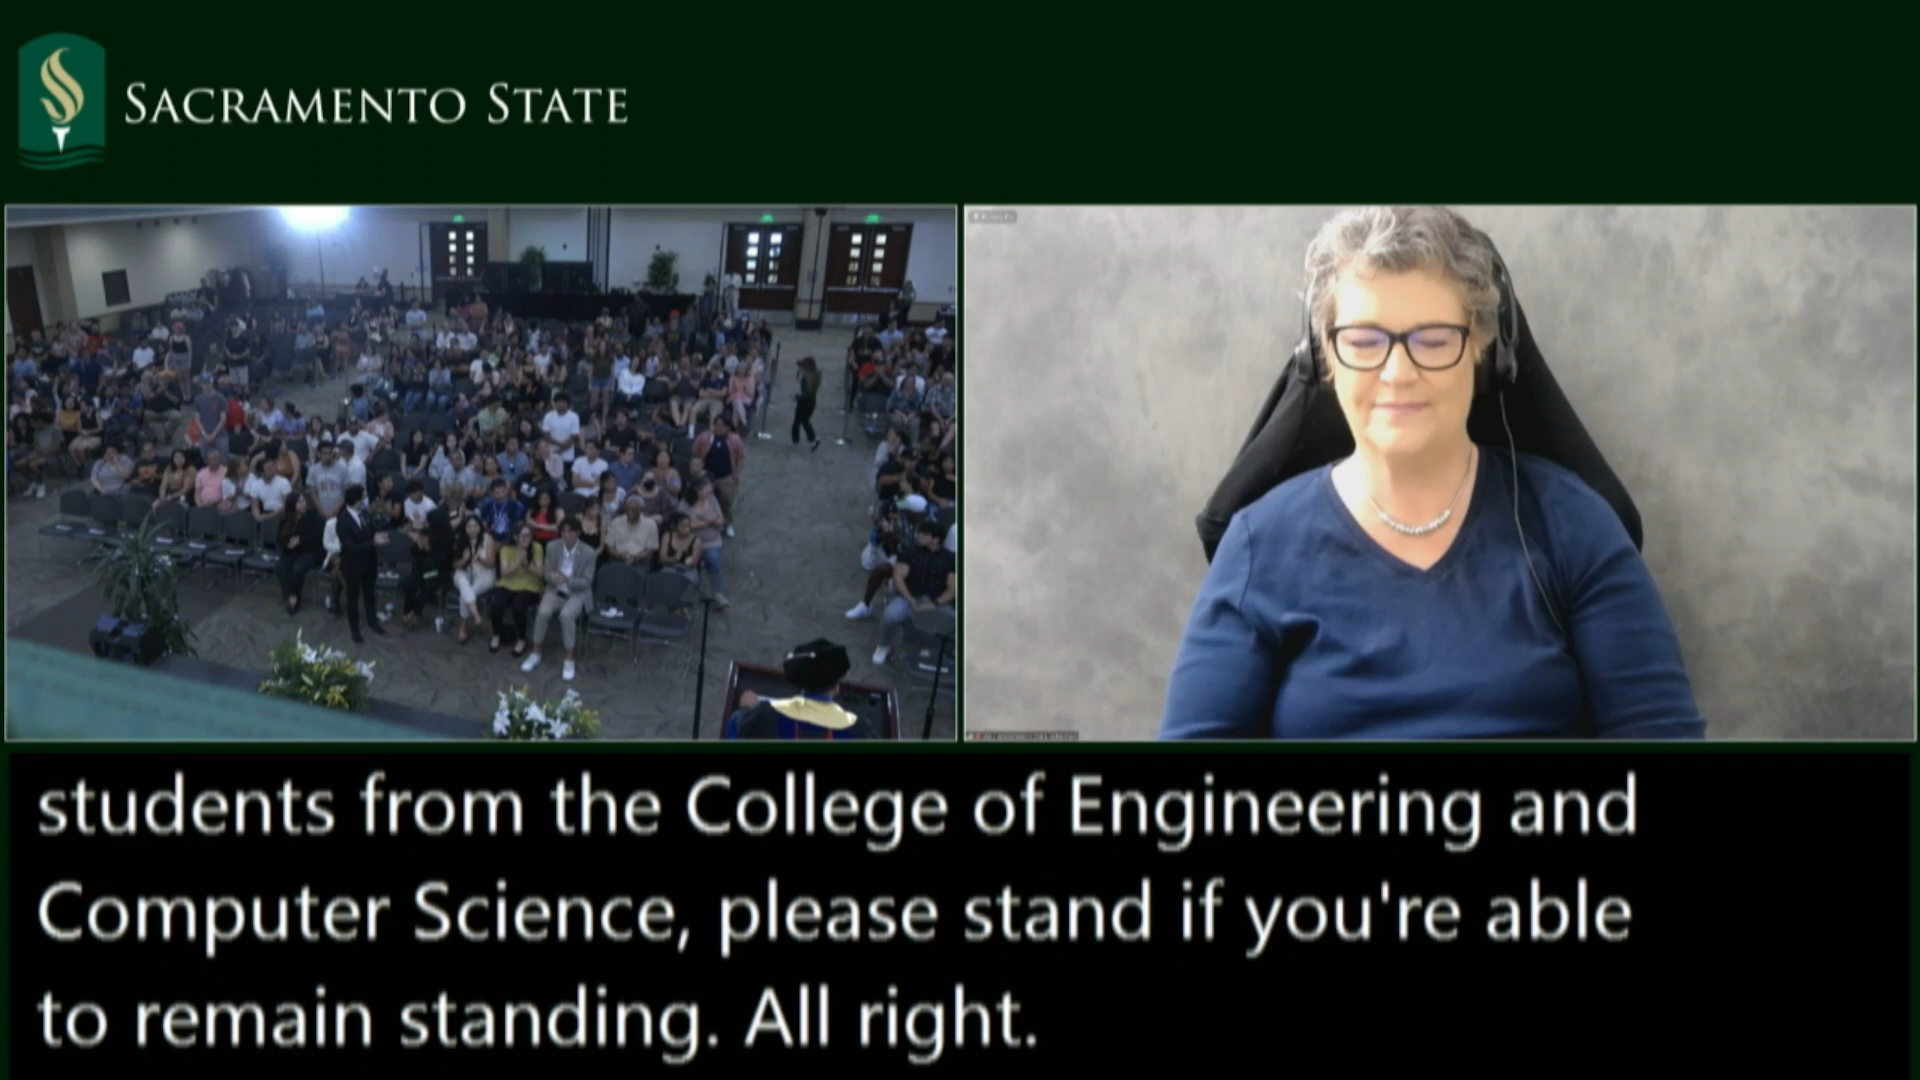 SACRAMENTO STATE
students from the College of Engineering and
Computer Science, please stand if you're able
to remain standing. All right.